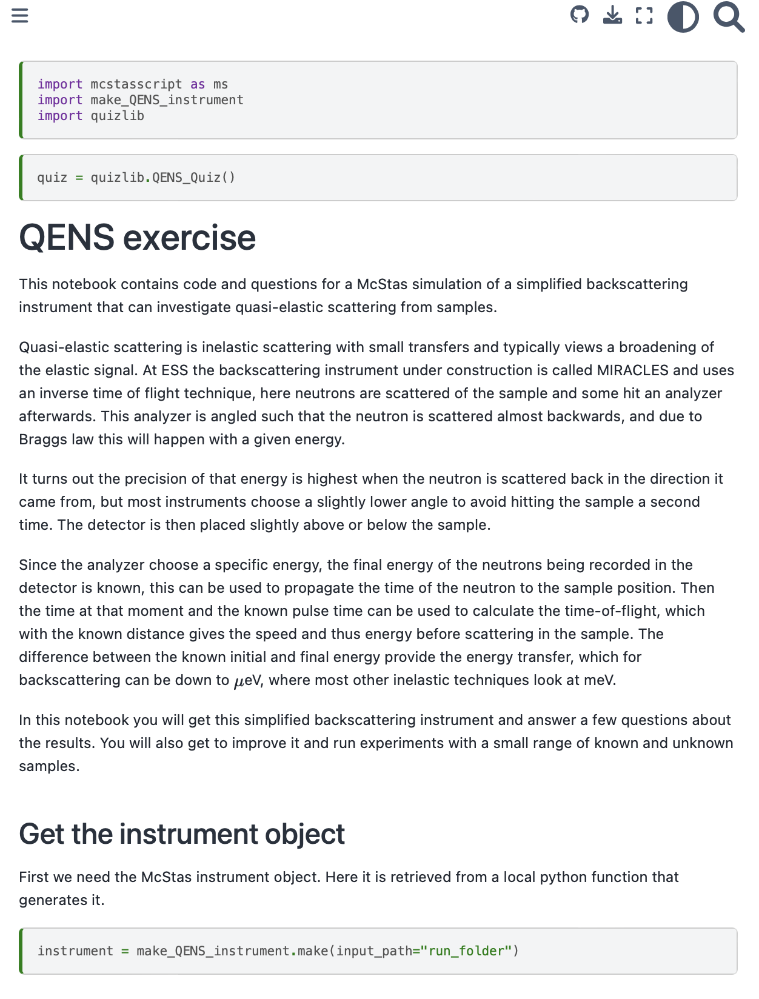 import mcstasscript as ms
import make_QENS_instrument
import quizlib
quiz = quizlib.QENS_Quiz()
QENS exercise
This notebook contains code and questions for a McStas simulation of a simplified backscattering
instrument that can investigate quasi-elastic scattering from samples.
Quasi-elastic scattering is inelastic scattering with small transfers and typically views a broadening of
the elastic signal. At ESS the backscattering instrument under construction is called MIRACLES and uses
an inverse time of flight technique, here neutrons are scattered of the sample and some hit an analyzer
afterwards. This analyzer is angled such that the neutron is scattered almost backwards, and due to
Braggs law this will happen with a given energy.
It turns out the precision of that energy is highest when the neutron is scattered back in the direction it
came from, but most instruments choose a slightly lower angle to avoid hitting the sample a second
time. The detector is then placed slightly above or below the sample.
Since the analyzer choose a specific energy, the final energy of the neutrons being recorded in the
detector is known, this can be used to propagate the time of the neutron to the sample position. Then
the time at that moment and the known pulse time can be used to calculate the time-of-flight, which
with the known distance gives the speed and thus energy before scattering in the sample. The
difference between the known initial and final energy provide the energy transfer, which for
backscattering can be down to μeV, where most other inelastic techniques look at meV.
In this notebook you will get this simplified backscattering instrument and answer a few questions about
the results. You will also get to improve it and run experiments with a small range of known and unknown
samples.
Get the instrument object
First we need the McStas instrument object. Here it is retrieved from a local python function that
generates it.
instrument = make_QENS_instrument.make(input_path="run_folder")